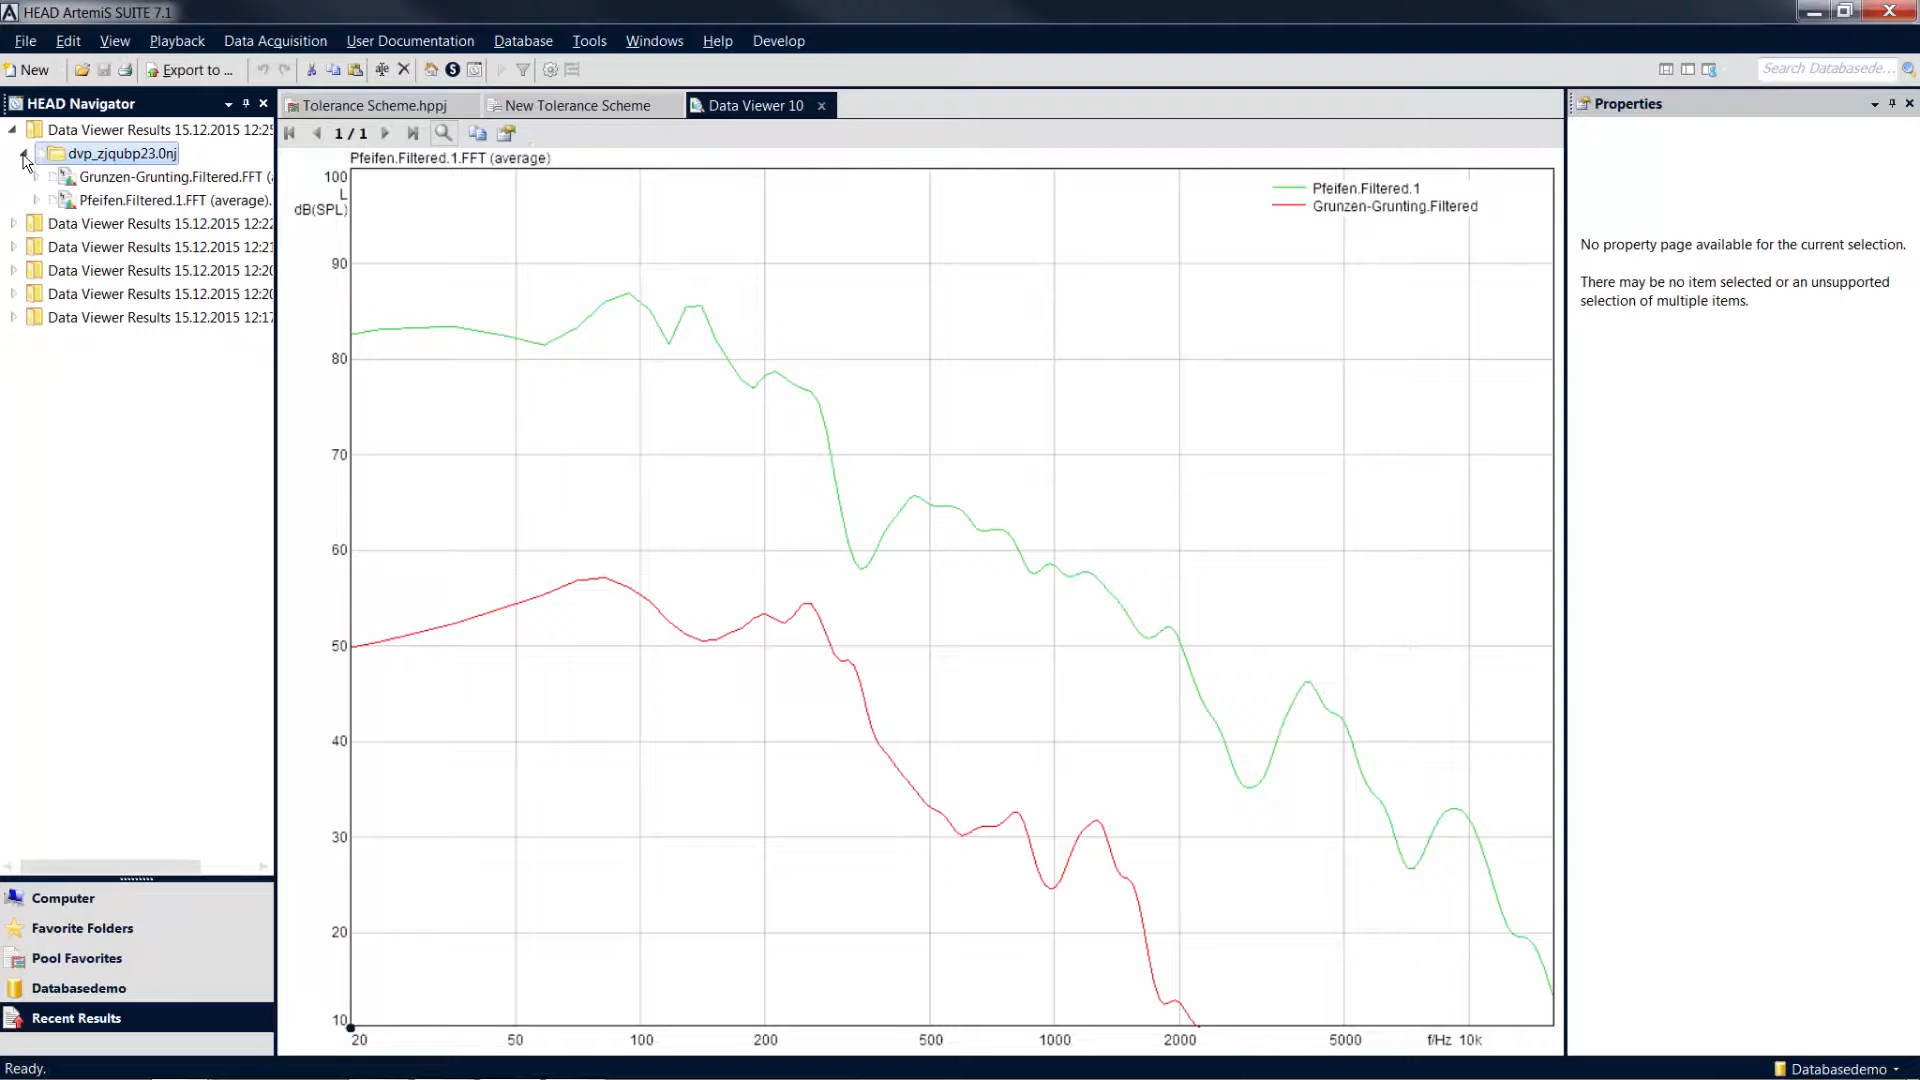 HEAD ArtemiS SUITE 7.1
File Edit View Playback Data Acquisition User Documentation Database Tools Windows Help Develop
New Export to ... Search Databasede...
HEAD Navigator
Data Viewer Results 15.12.2015 12:25
dvp_zjqubp23.0nj
Grunzen-Grunting.Filtered.FFT (
Pfeifen.Filtered.1.FFT (average).
Data Viewer Results 15.12.2015 12:22
Data Viewer Results 15.12.2015 12:21
Data Viewer Results 15.12.2015 12:20
Data Viewer Results 15.12.2015 12:20
Data Viewer Results 15.12.2015 12:17
Computer
Favorite Folders
Pool Favorites
Databasedemo
Recent Results
Tolerance Scheme.hppj New Tolerance Scheme Data Viewer 10
1 / 1
Pfeifen.Filtered.1.FFT (average)
100
L
dB(SPL)
90
80
70
60
50
40
30
20
10
Pfeifen.Filtered.1
Grunzen-Grunting.Filtered
20 50 100 200 500 1000 2000 5000 f/Hz 10k
Properties
No property page available for the current selection.
There may be no item selected or an unsupported
selection of multiple items.
Ready.
Databasedemo